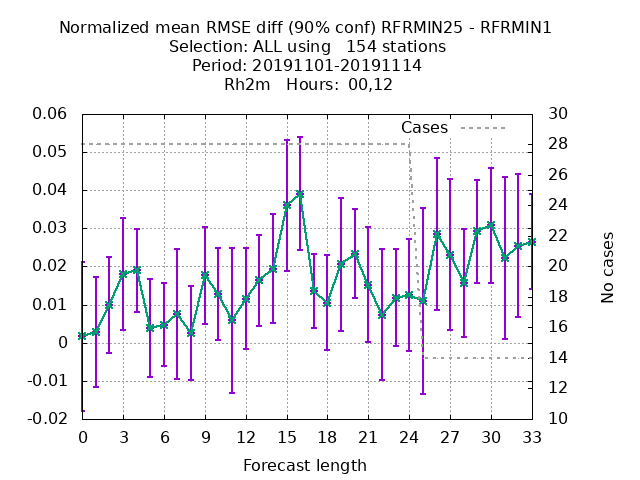 Normalized mean RMSE diff (90% conf) RFRMIN25 - RFRMIN1
Selection: ALL using   154 stations
Period: 20191101-20191114
Rh2m   Hours:  00,12
Cases
0.06
0.05
0.04
0.03
0.02
0.01
0
-0.01
-0.02
30
28
26
24
22
20
18
16
14
12
10
No cases
0 3 6 9 12 15 18 21 24 27 30 33
Forecast length